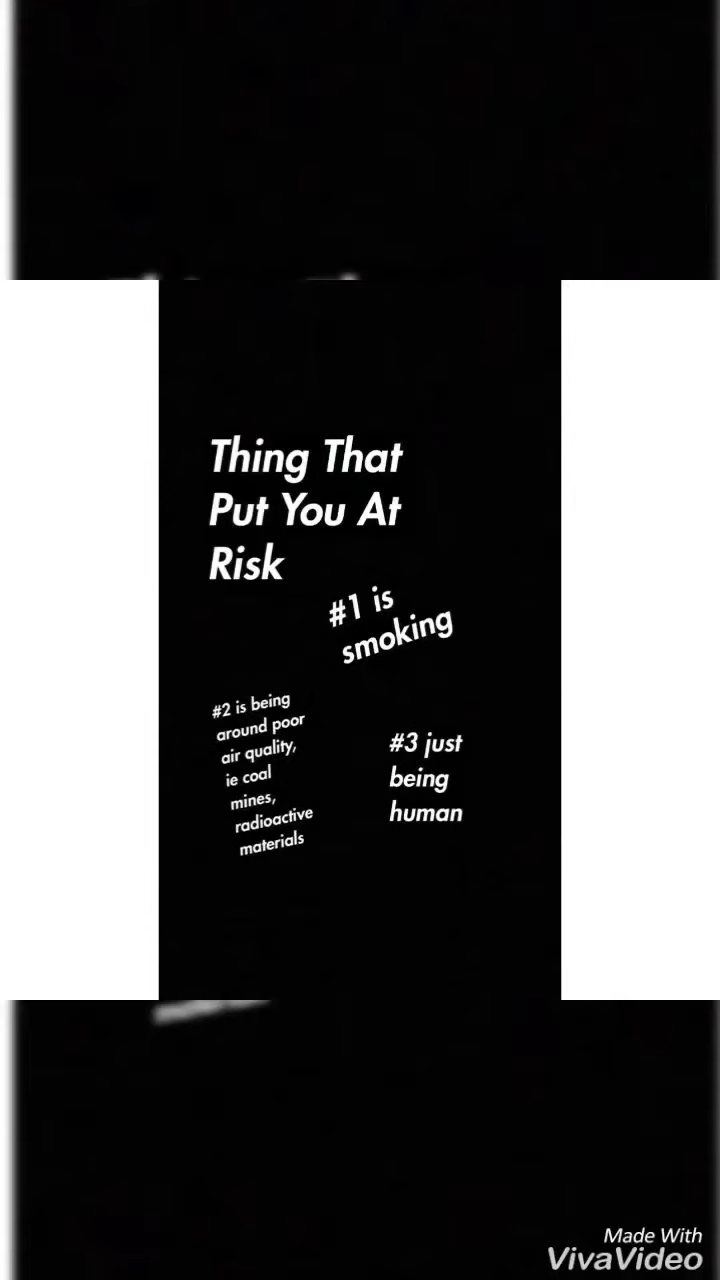 Thing That
Put You At
Risk
#1 is
smoking
#2 is being
around poor
air quality,
ie coal
mines,
radioactive
materials
#3 just
being
human
Made With
VivaVideo